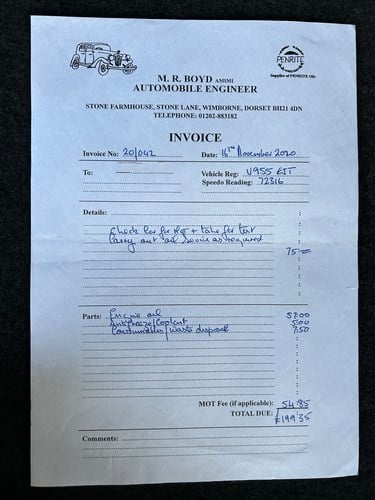 PENRITE
Supplier of PENRITE Oils
M. R. BOYD AMIMI
AUTOMOBILE ENGINEER
STONE FARMHOUSE, STONE LANE, WIMBORNE, DORSET BH21 4DN
TELEPHONE: 01202-883182
INVOICE
Invoice No: 20/042 Date: 16TH November 2020
To: Vehicle Reg: V955
Speedo Reading: 72316
Details:
Check car for MOT + take for test
Carry out oil service as required
75 =
Parts: Engine oil 57.00
Antifreeze/Coolant 5.00
Consumables/waste disposal 7.50
MOT Fee (if applicable): 54.85
TOTAL DUE: £199.35
Comments: